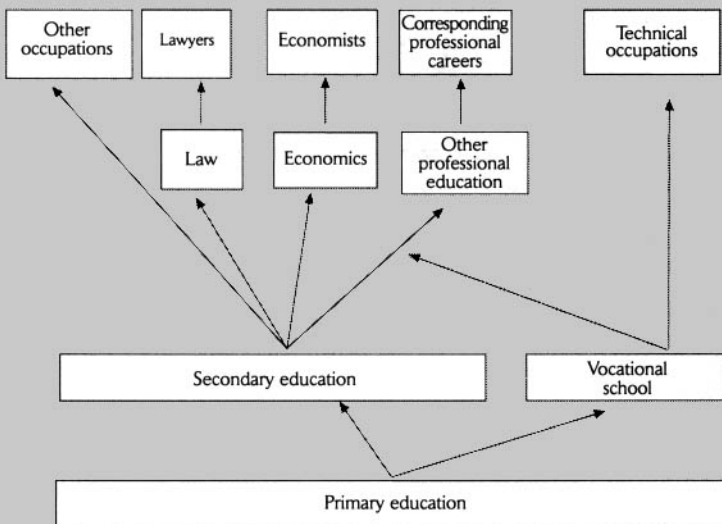 Other
occupations
Lawyers
Economists
Corresponding
professional
careers
Technical
occupations
Law
Economics
Other
professional
education
Secondary education
Vocational
school
Primary education